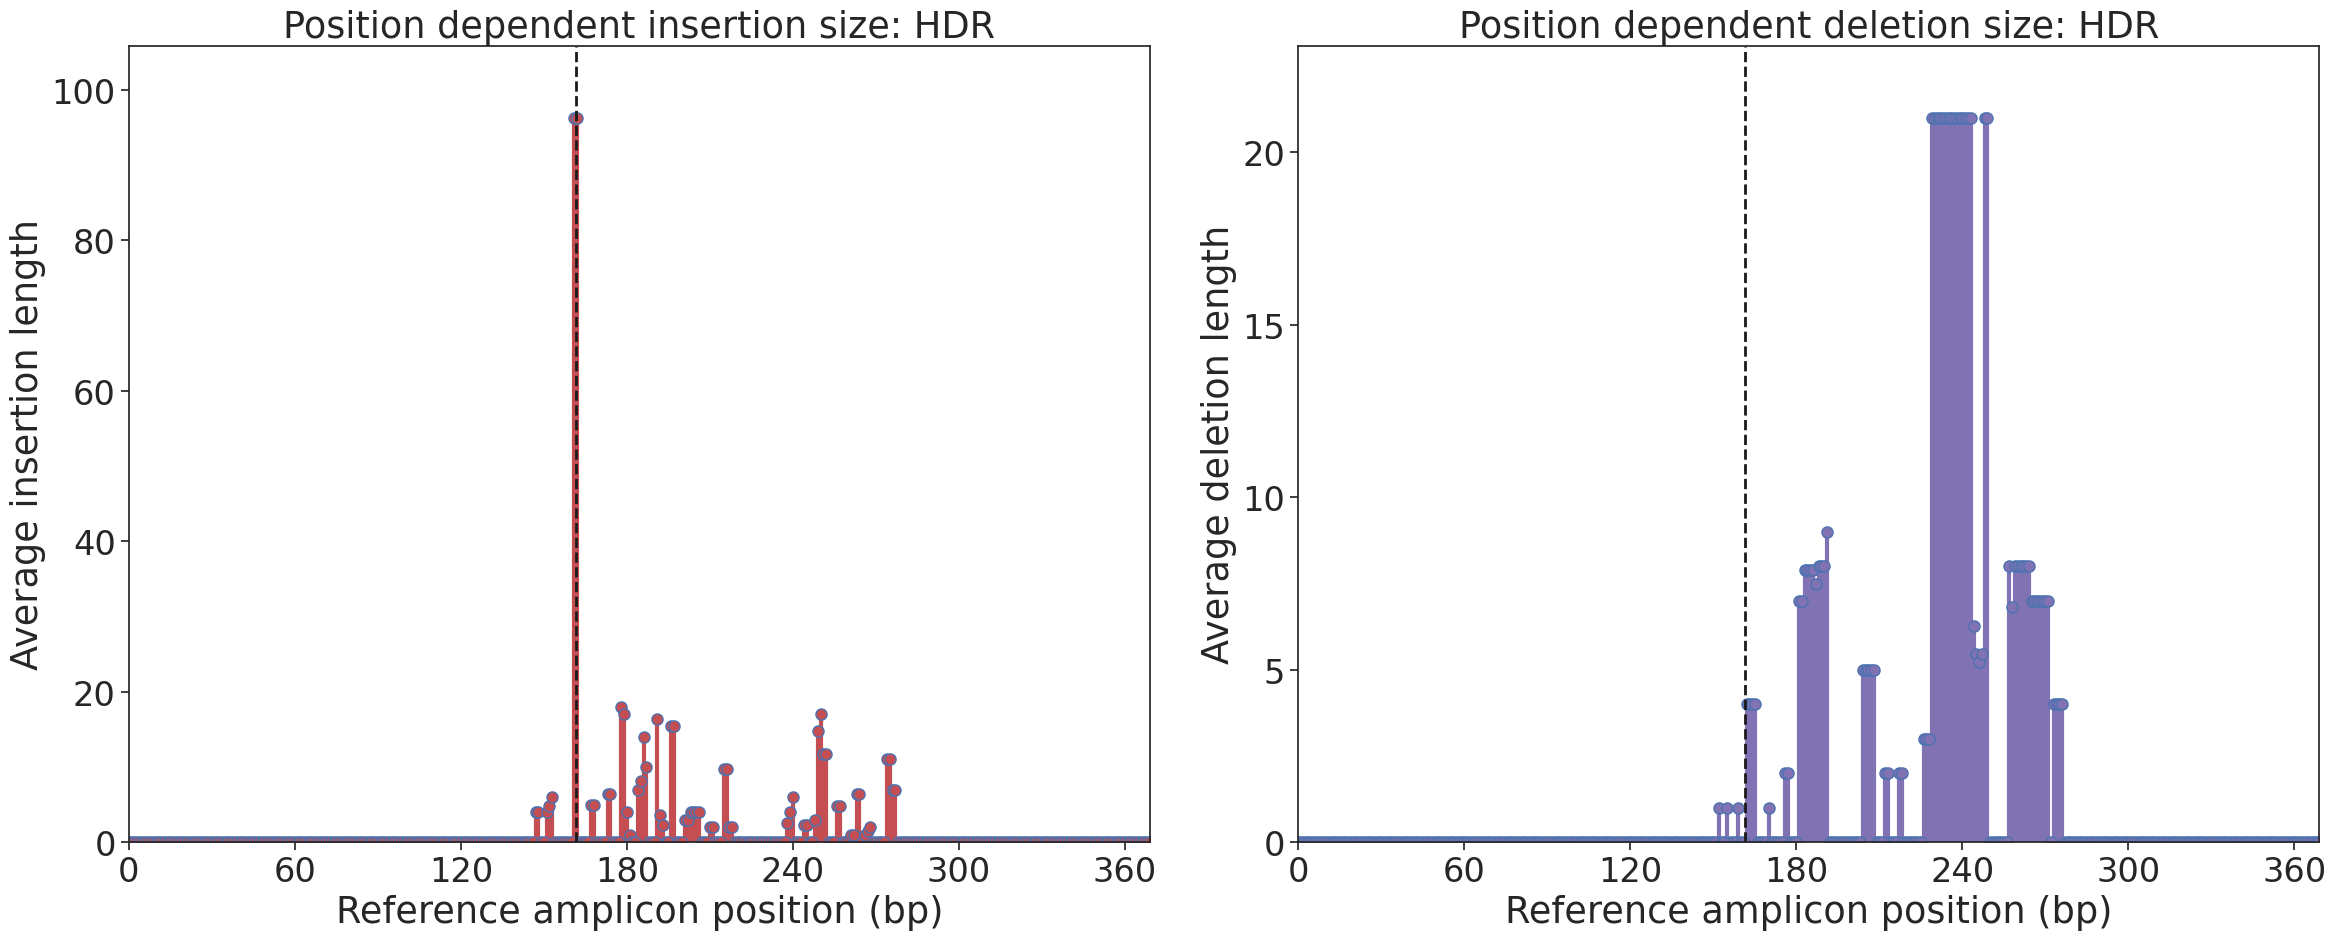 Position dependent insertion size: HDR
Average insertion length
100
80
60
40
20
0
0 60 120 180 240 300 360
Reference amplicon position (bp)
Position dependent deletion size: HDR
Average deletion length
20
15
10
5
0
0 60 120 180 240 300 360
Reference amplicon position (bp)